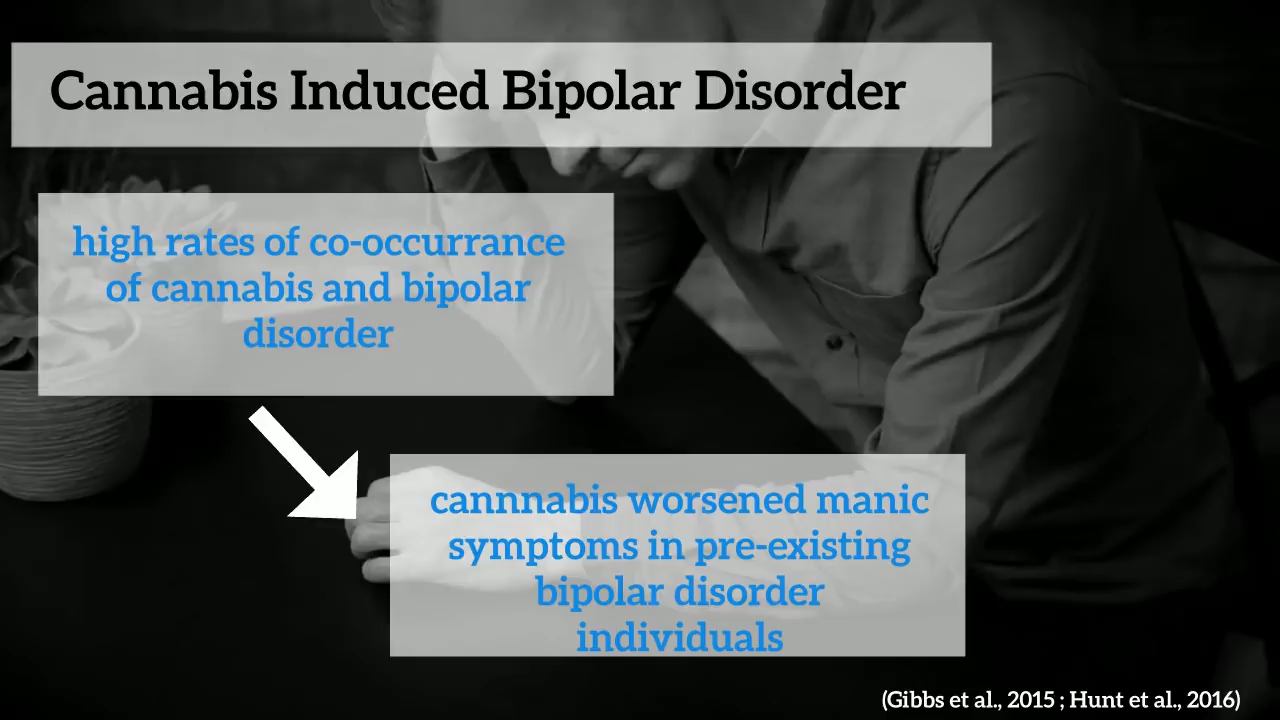 Cannabis Induced Bipolar Disorder
high rates of co-occurrance
of cannabis and bipolar
disorder
cannnabis worsened manic
symptoms in pre-existing
bipolar disorder
individuals
(Gibbs et al., 2015 ; Hunt et al., 2016)